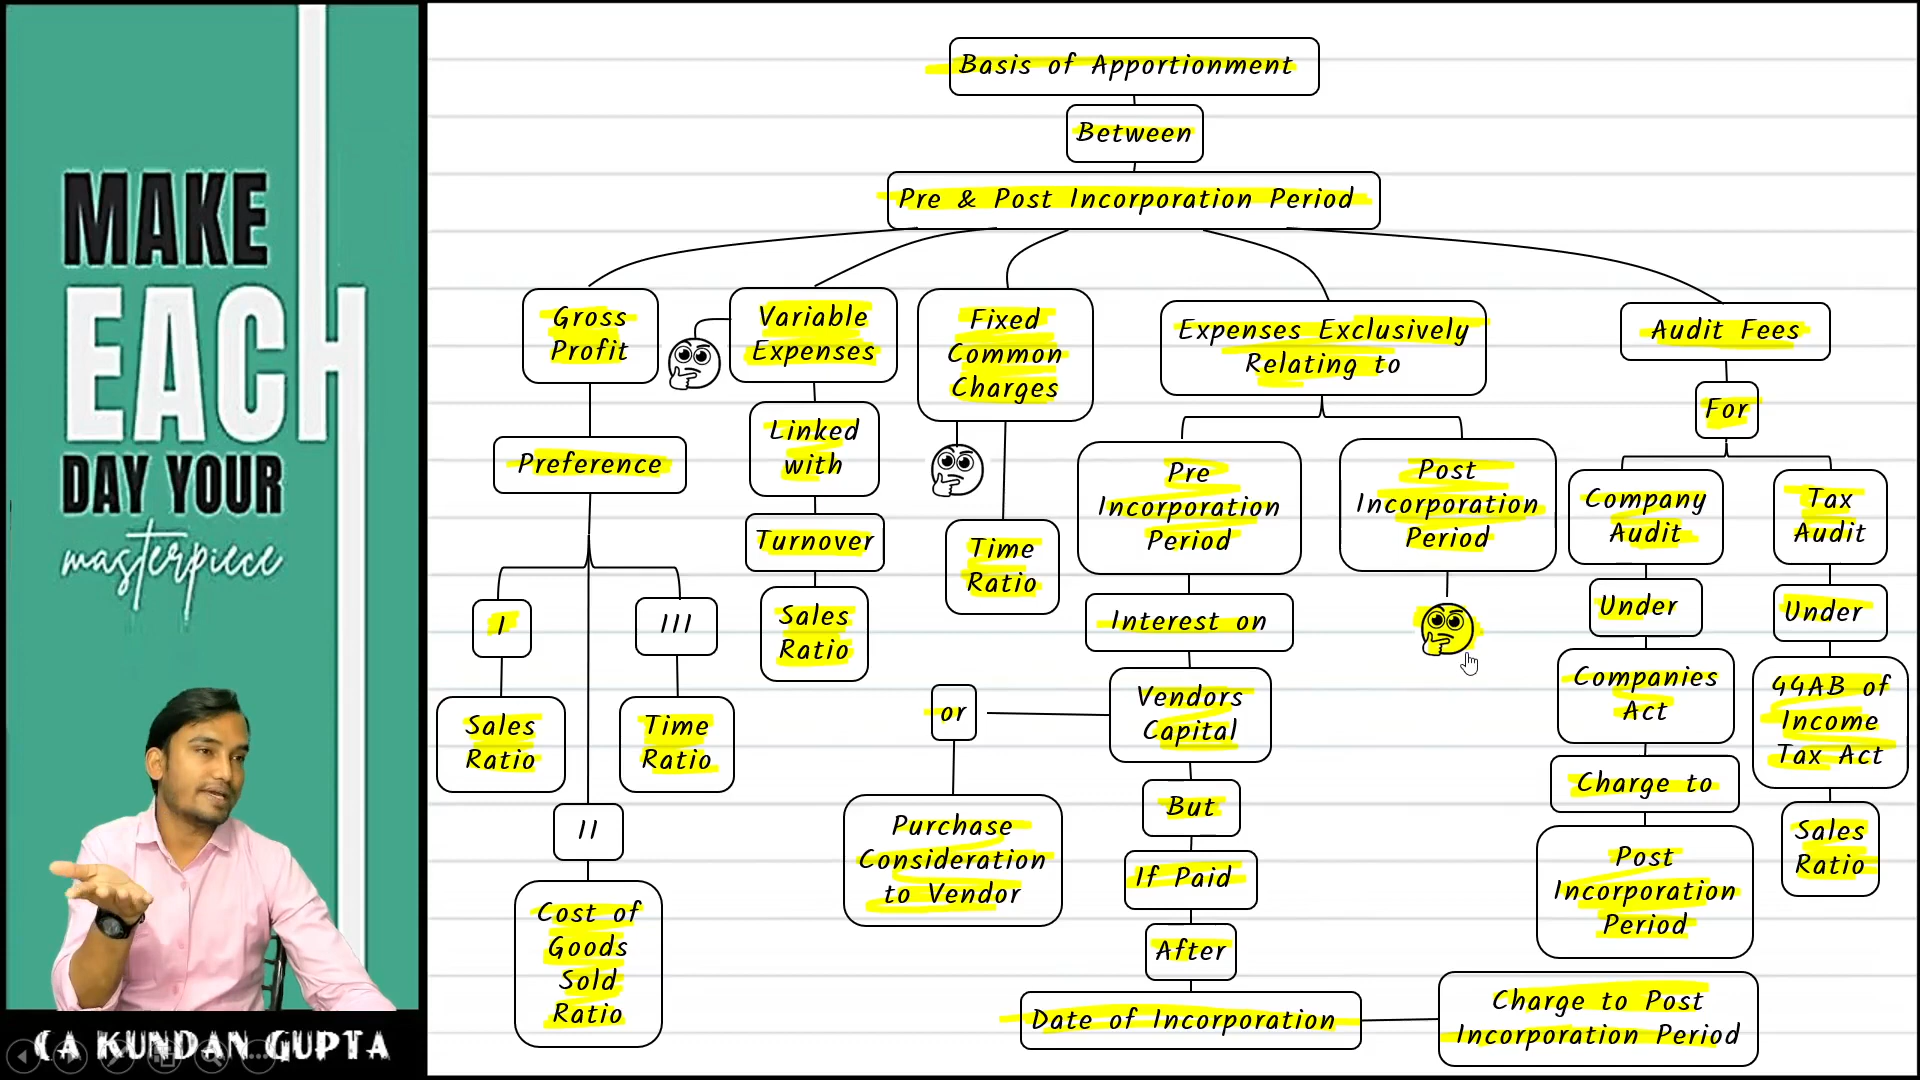 MAKE
EACH
DAY YOUR
masterpiece
CA KUNDAN GUPTA
Basis of Apportionment
Between
Pre & Post Incorporation Period
Gross
Profit
Preference
I
Sales
Ratio
II
Cost of
Goods
Sold
Ratio
III
Time
Ratio
Variable
Expenses
Linked
with
Turnover
Sales
Ratio
Fixed
Common
Charges
Time
Ratio
Expenses Exclusively
Relating to
Pre
Incorporation
Period
Interest on
Vendors
Capital
or
Purchase
Consideration
to Vendor
But
If Paid
After
Date of Incorporation
Charge to Post
Incorporation Period
Post
Incorporation
Period
Audit Fees
For
Company
Audit
Under
Companies
Act
Charge to
Post
Incorporation
Period
Tax
Audit
Under
44AB of
Income
Tax Act
Sales
Ratio